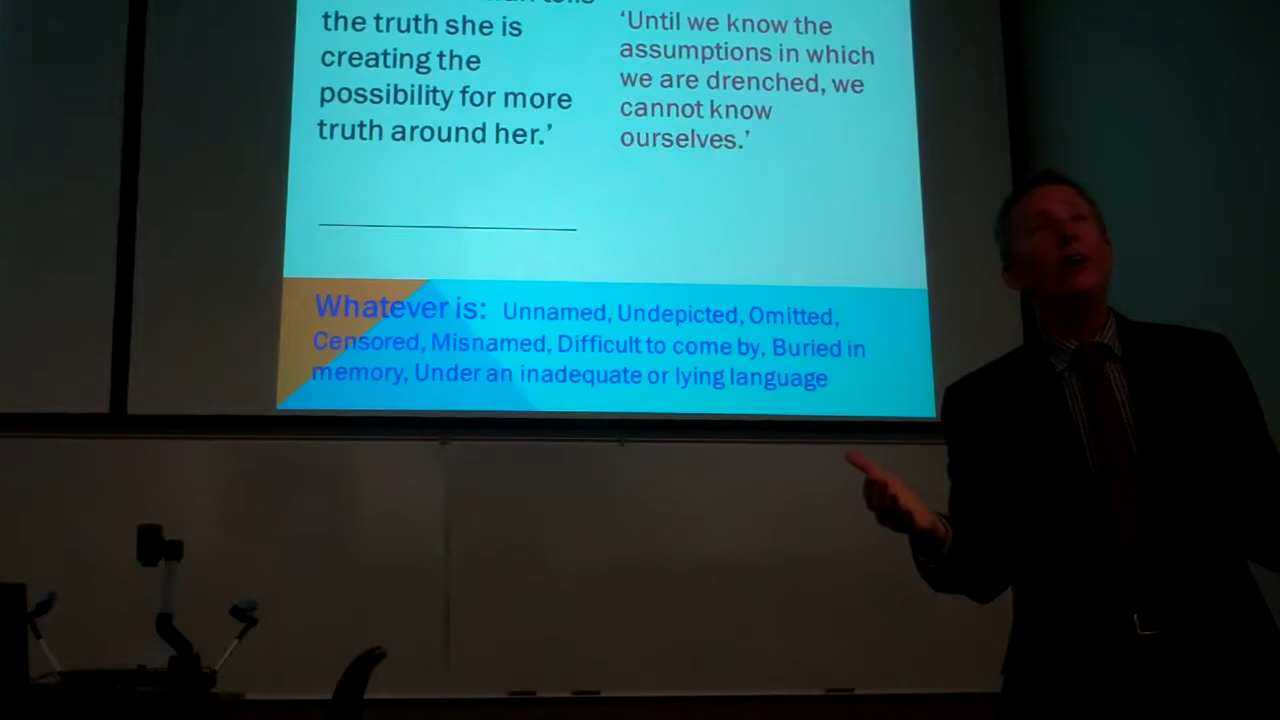 the truth she is
creating the
possibility for more
truth around her.’
‘Until we know the
assumptions in which
we are drenched, we
cannot know
ourselves.’
Whatever is: Unnamed, Undepicted, Omitted,
Censored, Misnamed, Difficult to come by, Buried in
memory, Under an inadequate or lying language